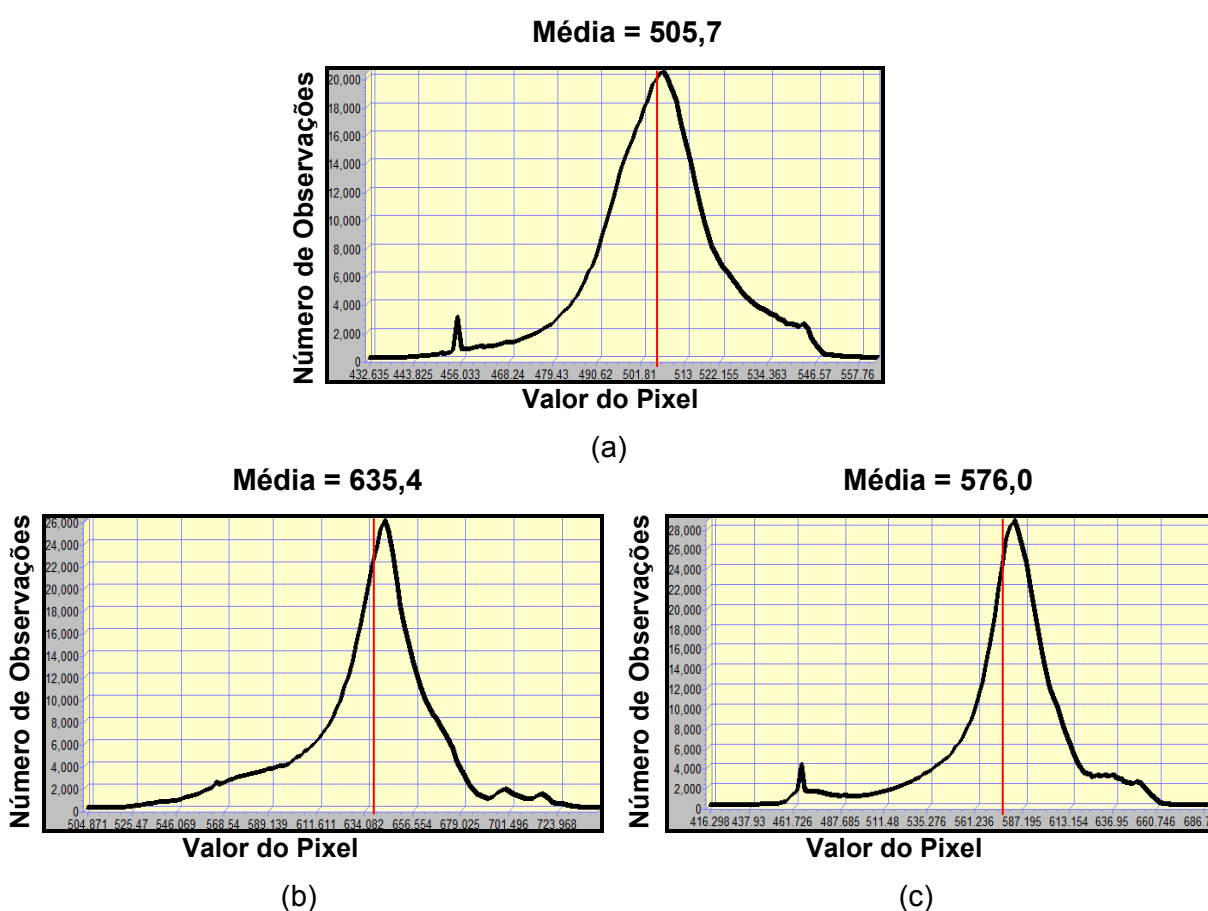 Média = 505,7
Número de Observações
20,000
18,000
16,000
14,000
12,000
10,000
8,000
6,000
4,000
2,000
0
432.635 443.825 456.033 468.24 479.43 490.62 501.81 513 522.155 534.363 546.57 557.76
Valor do Pixel
(a)
Média = 635,4
Número de Observações
26,000
24,000
22,000
20,000
18,000
16,000
14,000
12,000
10,000
8,000
6,000
4,000
2,000
0
504.871 525.47 546.069 568.54 589.139 611.611 634.082 656.554 679.025 701.496 723.968
Valor do Pixel
(b)
Média = 576,0
Número de Observações
28,000
26,000
24,000
22,000
20,000
18,000
16,000
14,000
12,000
10,000
8,000
6,000
4,000
2,000
0
416.298 437.93 461.726 487.685 511.48 535.276 561.236 587.195 613.154 636.95 660.746 686.7
Valor do Pixel
(c)